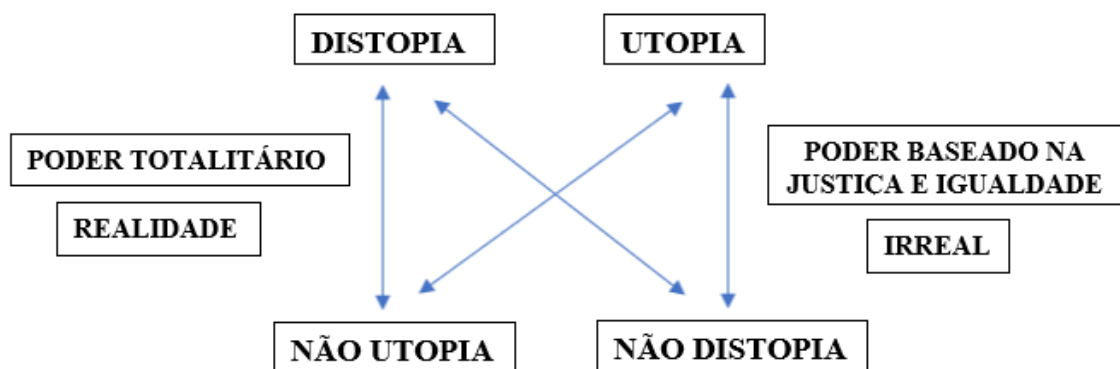 DISTOPIA
UTOPIA
PODER TOTALITÁRIO
REALIDADE
PODER BASEADO NA
JUSTIÇA E IGUALDADE
IRREAL
NÃO UTOPIA
NÃO DISTOPIA